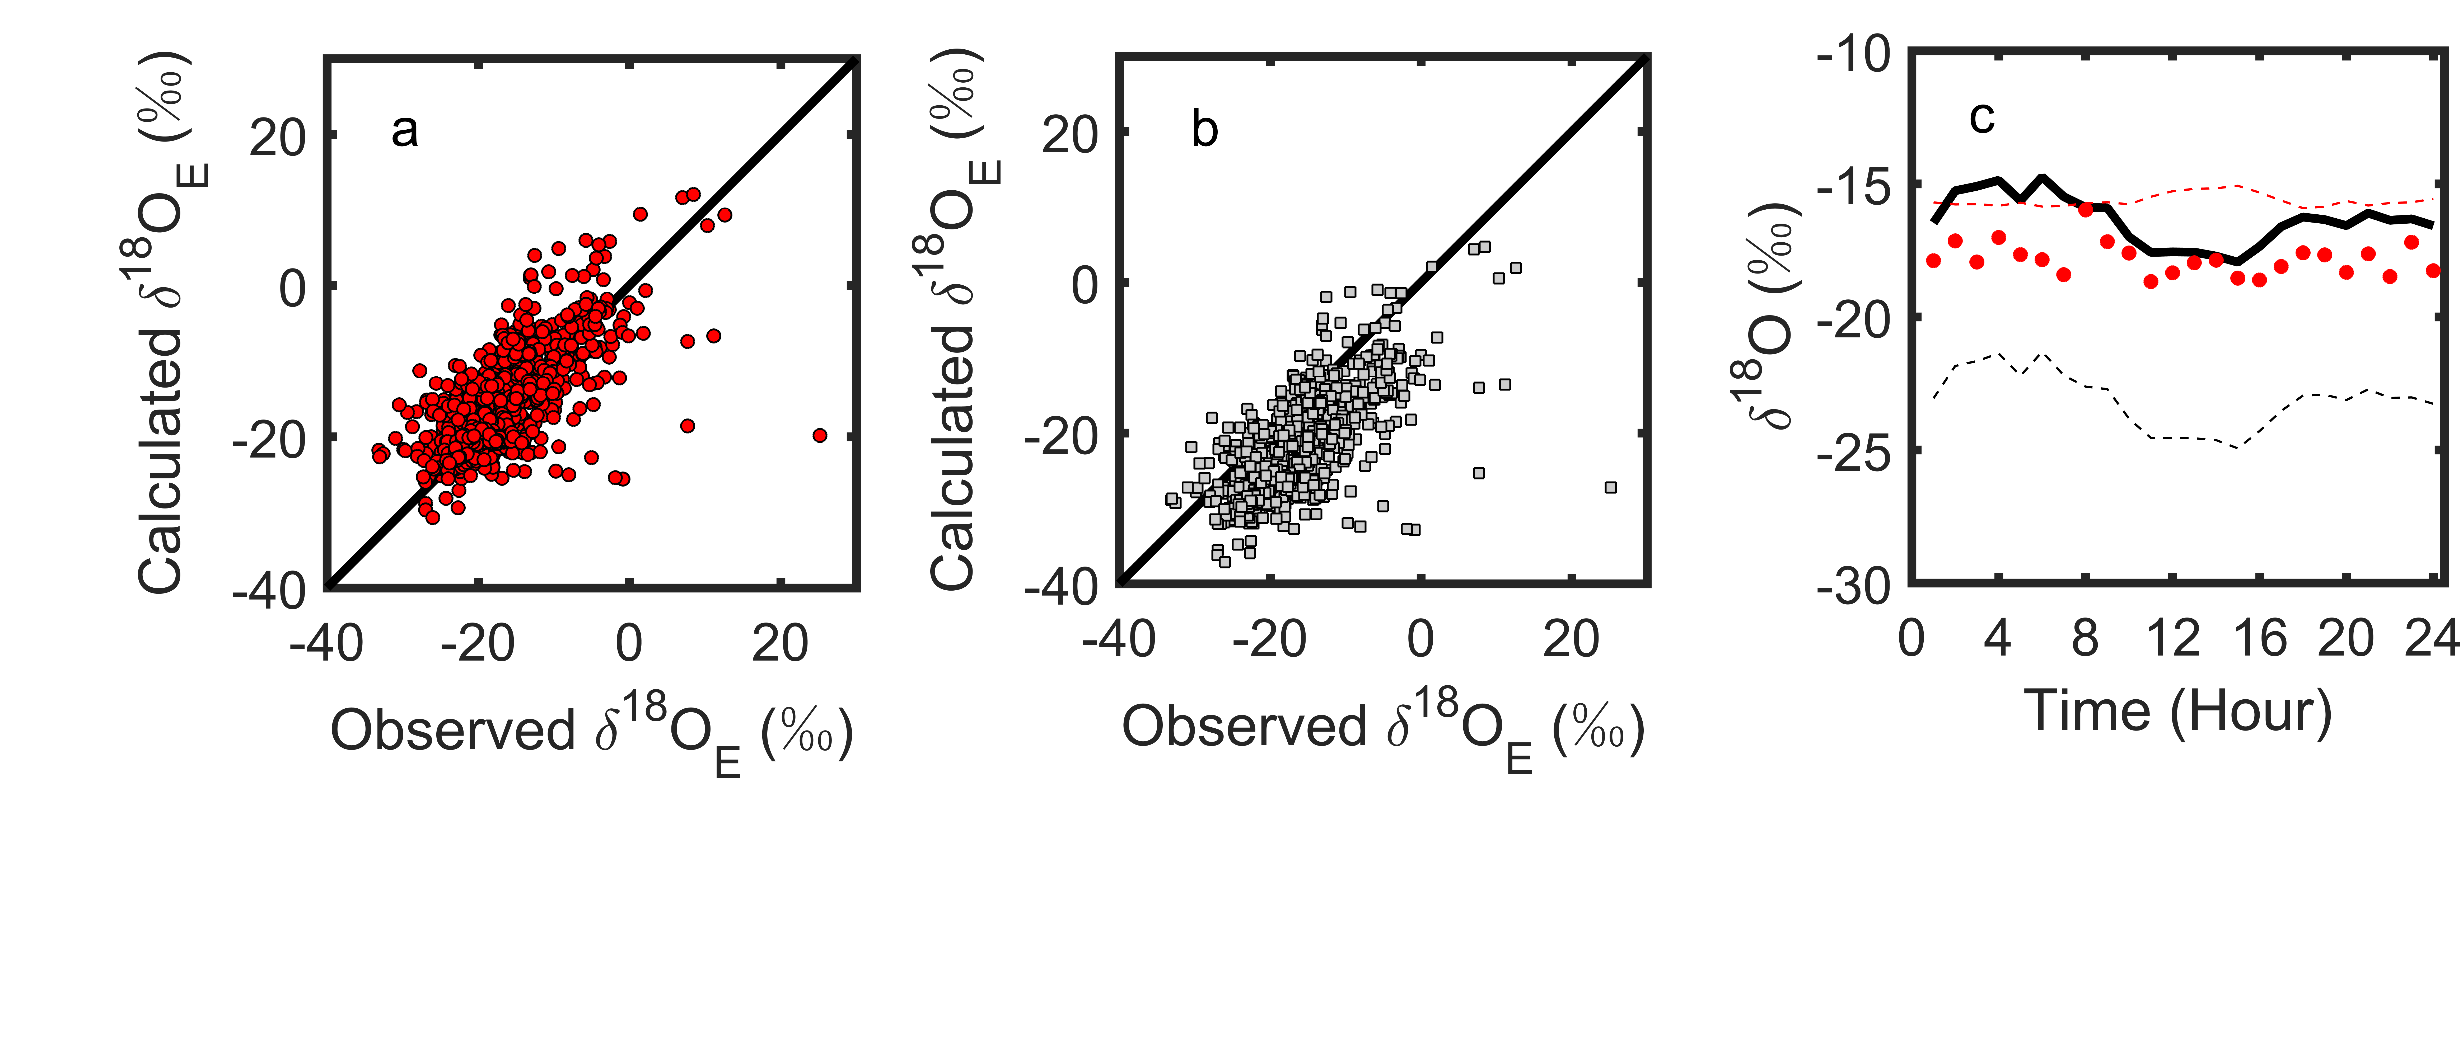 Calculated δ18OE (‰)
a
20
0
-20
-40
-40 -20 0 20
Observed δ18OE (‰)
Calculated δ18OE (‰)
b
20
0
-20
-40
-40 -20 0 20
Observed δ18OE (‰)
δ18O (‰)
c
-10
-15
-20
-25
-30
0 4 8 12 16 20 24
Time (Hour)